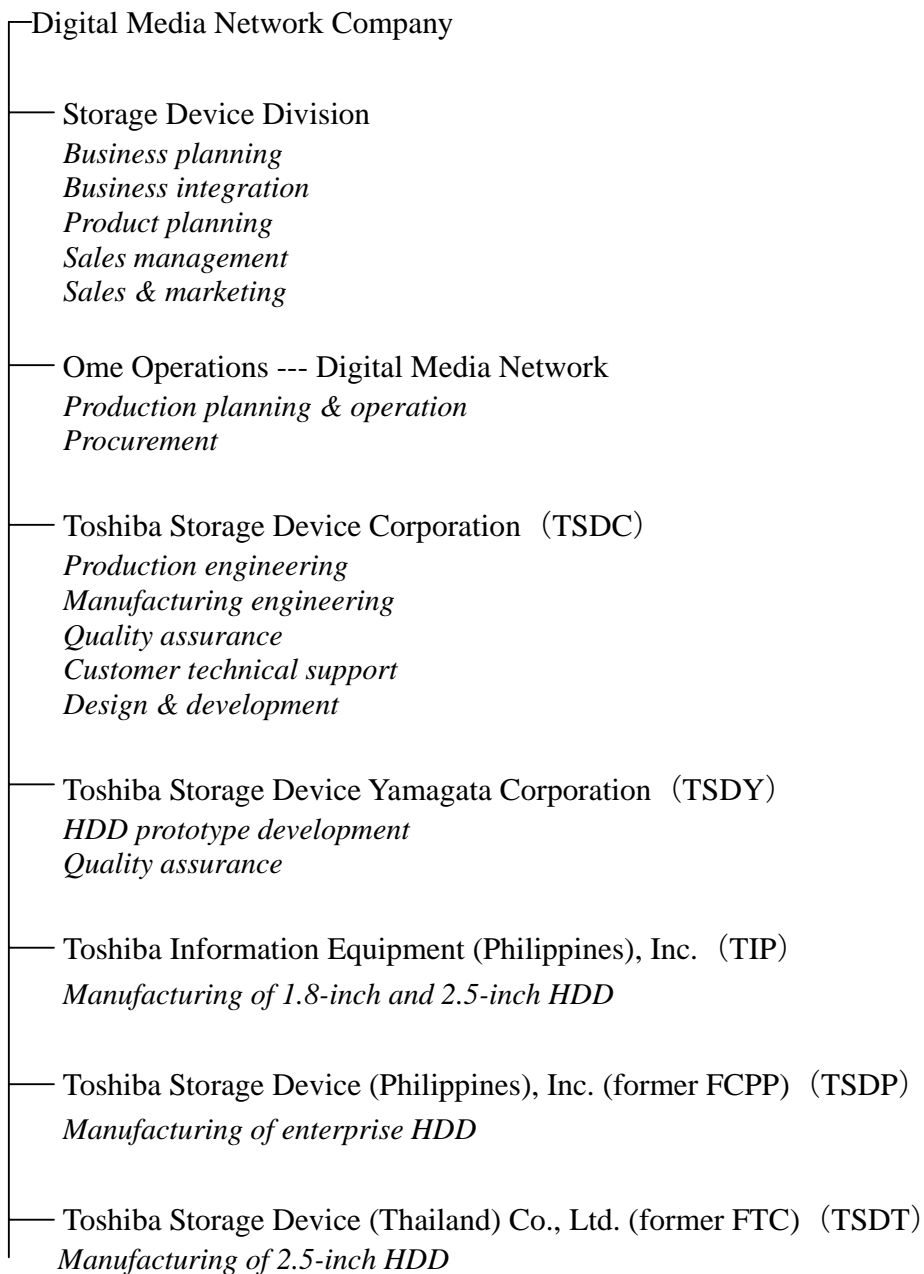 Digital Media Network Company
Storage Device Division
Business planning
Business integration
Product planning
Sales management
Sales & marketing
Ome Operations --- Digital Media Network
Production planning & operation
Procurement
Toshiba Storage Device Corporation（TSDC）
Production engineering
Manufacturing engineering
Quality assurance
Customer technical support
Design & development
Toshiba Storage Device Yamagata Corporation（TSDY）
HDD prototype development
Quality assurance
Toshiba Information Equipment (Philippines), Inc.（TIP）
Manufacturing of 1.8-inch and 2.5-inch HDD
Toshiba Storage Device (Philippines), Inc. (former FCPP)（TSDP）
Manufacturing of enterprise HDD
Toshiba Storage Device (Thailand) Co., Ltd. (former FTC)（TSDT）
Manufacturing of 2.5-inch HDD